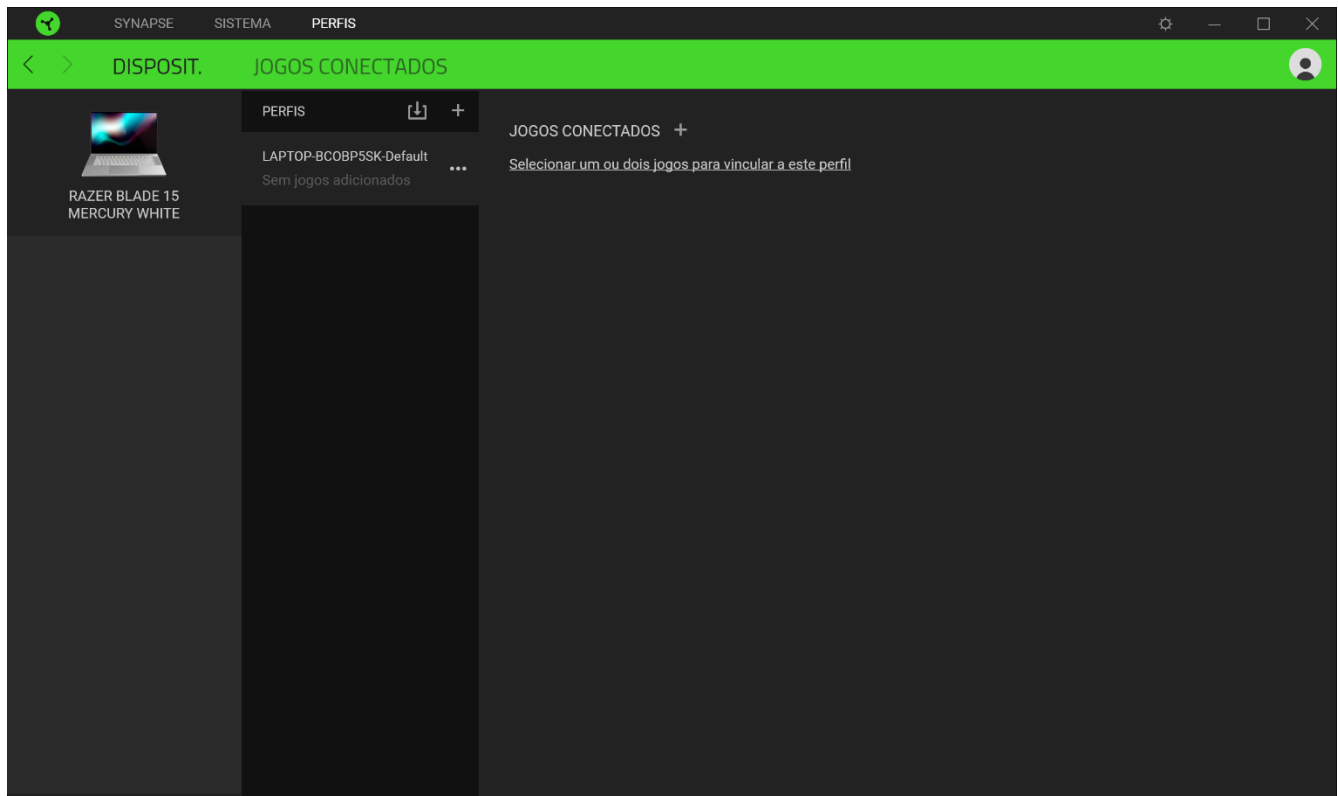 SYNAPSE SISTEMA PERFIS
DISPOSIT. JOGOS CONECTADOS
RAZER BLADE 15
MERCURY WHITE
PERFIS
LAPTOP-BCOBP5SK-Default
Sem jogos adicionados
JOGOS CONECTADOS +
Selecionar um ou dois jogos para vincular a este perfil